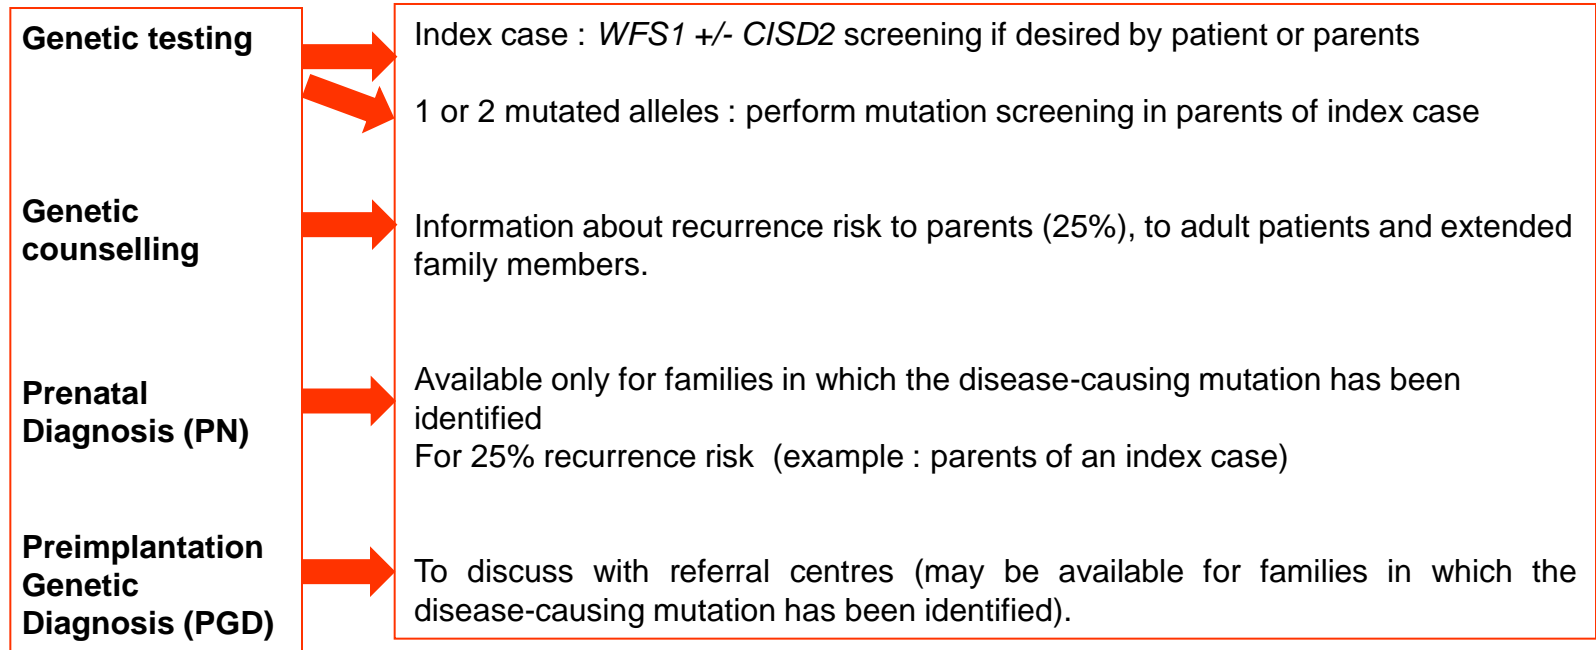 Genetic testing
Index case : WFS1 +/- CISD2 screening if desired by patient or parents
1 or 2 mutated alleles : perform mutation screening in parents of index case
Genetic
counselling
Information about recurrence risk to parents (25%), to adult patients and extended
family members.
Prenatal
Diagnosis (PN)
Available only for families in which the disease-causing mutation has been
identified
For 25% recurrence risk (example : parents of an index case)
Preimplantation
Genetic
Diagnosis (PGD)
To discuss with referral centres (may be available for families in which the
disease-causing mutation has been identified).